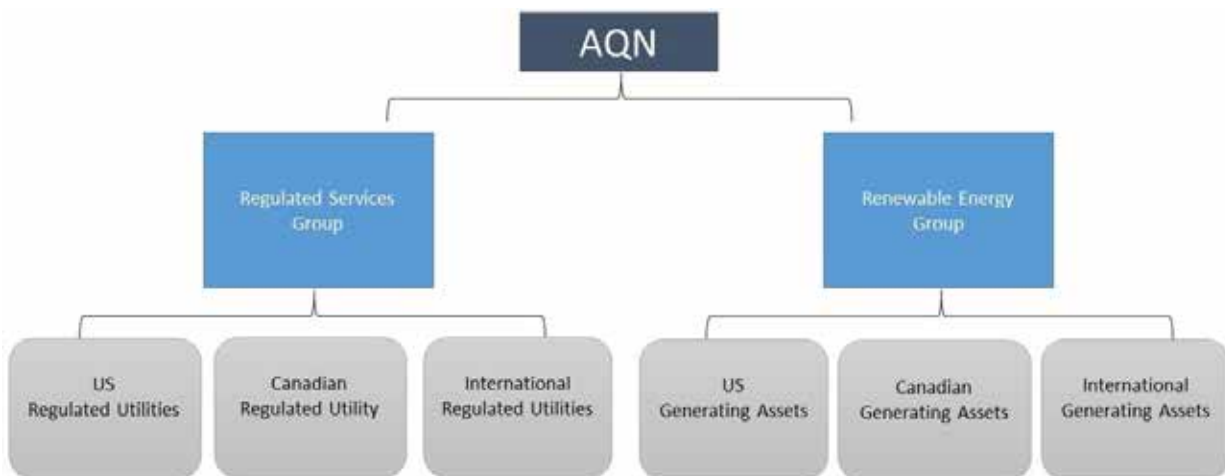 AQN
Regulated Services
Group
Renewable Energy
Group
US
Regulated Utilities
Canadian
Regulated Utility
International
Regulated Utilities
US
Generating Assets
Canadian
Generating Assets
International
Generating Assets